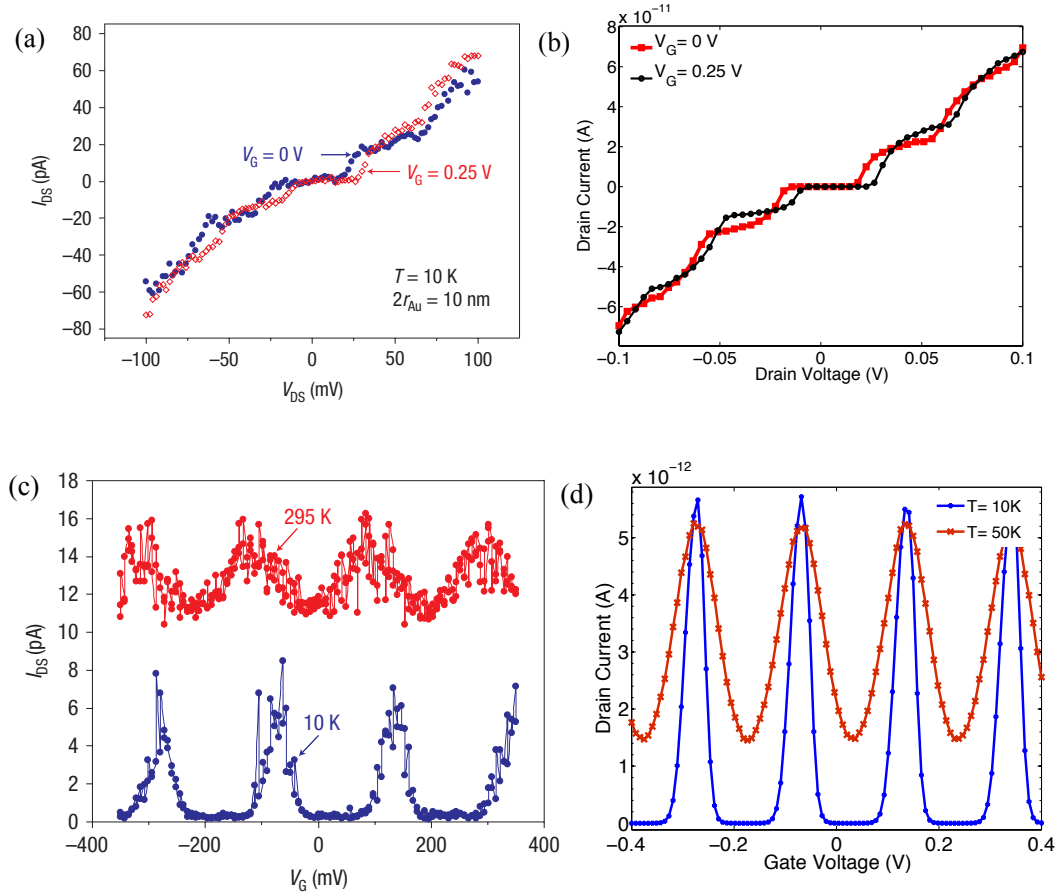 (a)
80
60
40
20
0
−20
−40
−60
−80
I_DS (pA)
V_G = 0 V
V_G = 0.25 V
T = 10 K
2r_Au = 10 nm
−100 −50 0 50 100
V_DS (mV)
(b)
x 10⁻¹¹
8
6
4
2
0
−2
−4
−6
−8
Drain Current (A)
V_G= 0 V
V_G= 0.25 V
−0.1 −0.05 0 0.05 0.1
Drain Voltage (V)
(c)
18
16
14
12
10
8
6
4
2
0
I_DS (pA)
295 K
10 K
−400 −200 0 200 400
V_G (mV)
(d)
x 10⁻¹²
5
4
3
2
1
0
Drain Current (A)
T= 10K
T= 50K
−0.4 −0.2 0 0.2 0.4
Gate Voltage (V)